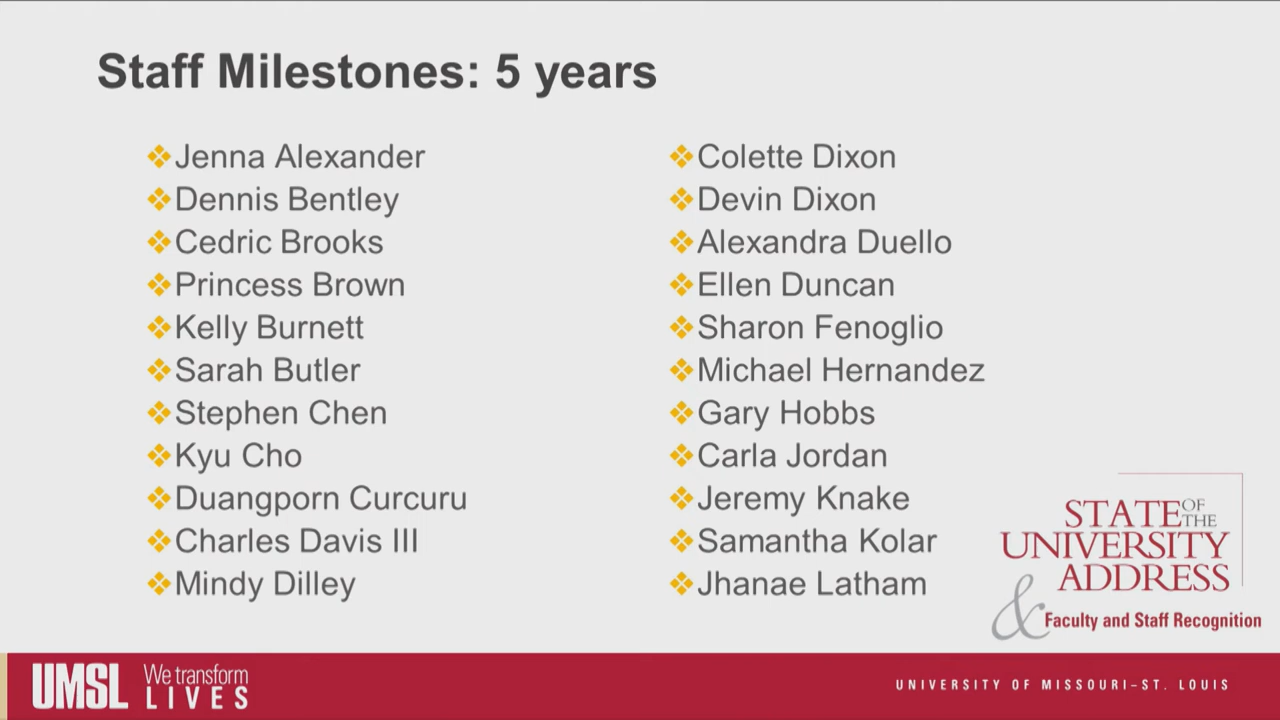 Staff Milestones: 5 years
Jenna Alexander
Dennis Bentley
Cedric Brooks
Princess Brown
Kelly Burnett
Sarah Butler
Stephen Chen
Kyu Cho
Duangporn Curcuru
Charles Davis III
Mindy Dilley
Colette Dixon
Devin Dixon
Alexandra Duello
Ellen Duncan
Sharon Fenoglio
Michael Hernandez
Gary Hobbs
Carla Jordan
Jeremy Knake
Samantha Kolar
Jhanae Latham
STATE OF THE
UNIVERSITY
ADDRESS
& Faculty and Staff Recognition
UMSL
We transform
LIVES
UNIVERSITY OF MISSOURI–ST. LOUIS